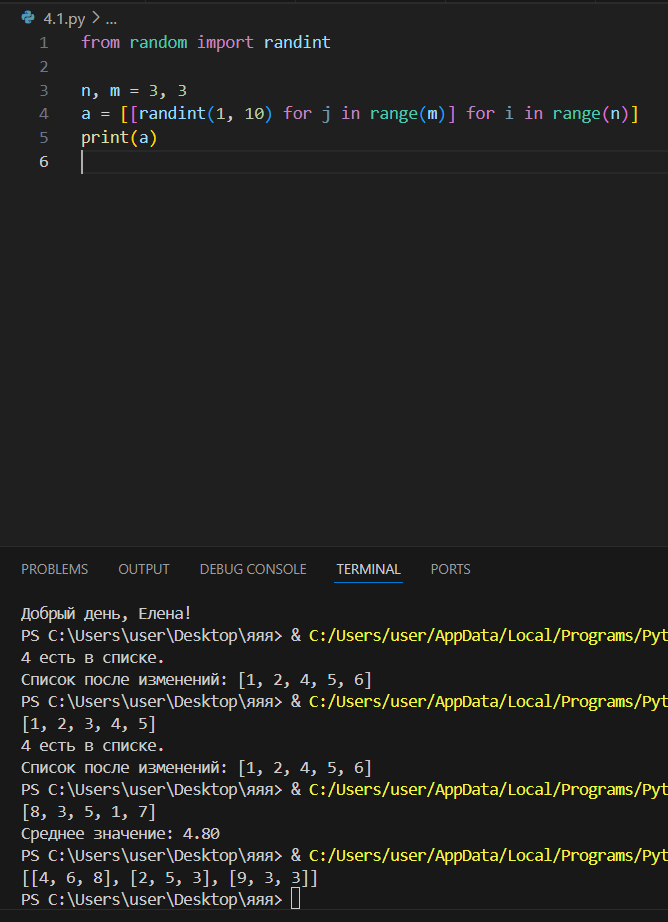 4.1.py > ...
1 from random import randint
2
3 n, m = 3, 3
4 a = [[randint(1, 10) for j in range(m)] for i in range(n)]
5 print(a)
6
PROBLEMS OUTPUT DEBUG CONSOLE TERMINAL PORTS
Добрый день, Елена!
PS C:\Users\user\Desktop\яяя> & C:/Users/user/AppData/Local/Programs/Pyt
4 есть в списке.
Список после изменений: [1, 2, 4, 5, 6]
PS C:\Users\user\Desktop\яяя> & C:/Users/user/AppData/Local/Programs/Pyt
[1, 2, 3, 4, 5]
4 есть в списке.
Список после изменений: [1, 2, 4, 5, 6]
PS C:\Users\user\Desktop\яяя> & C:/Users/user/AppData/Local/Programs/Pyt
[8, 3, 5, 1, 7]
Среднее значение: 4.80
PS C:\Users\user\Desktop\яяя> & C:/Users/user/AppData/Local/Programs/Pyt
[[4, 6, 8], [2, 5, 3], [9, 3, 3]]
PS C:\Users\user\Desktop\яяя>